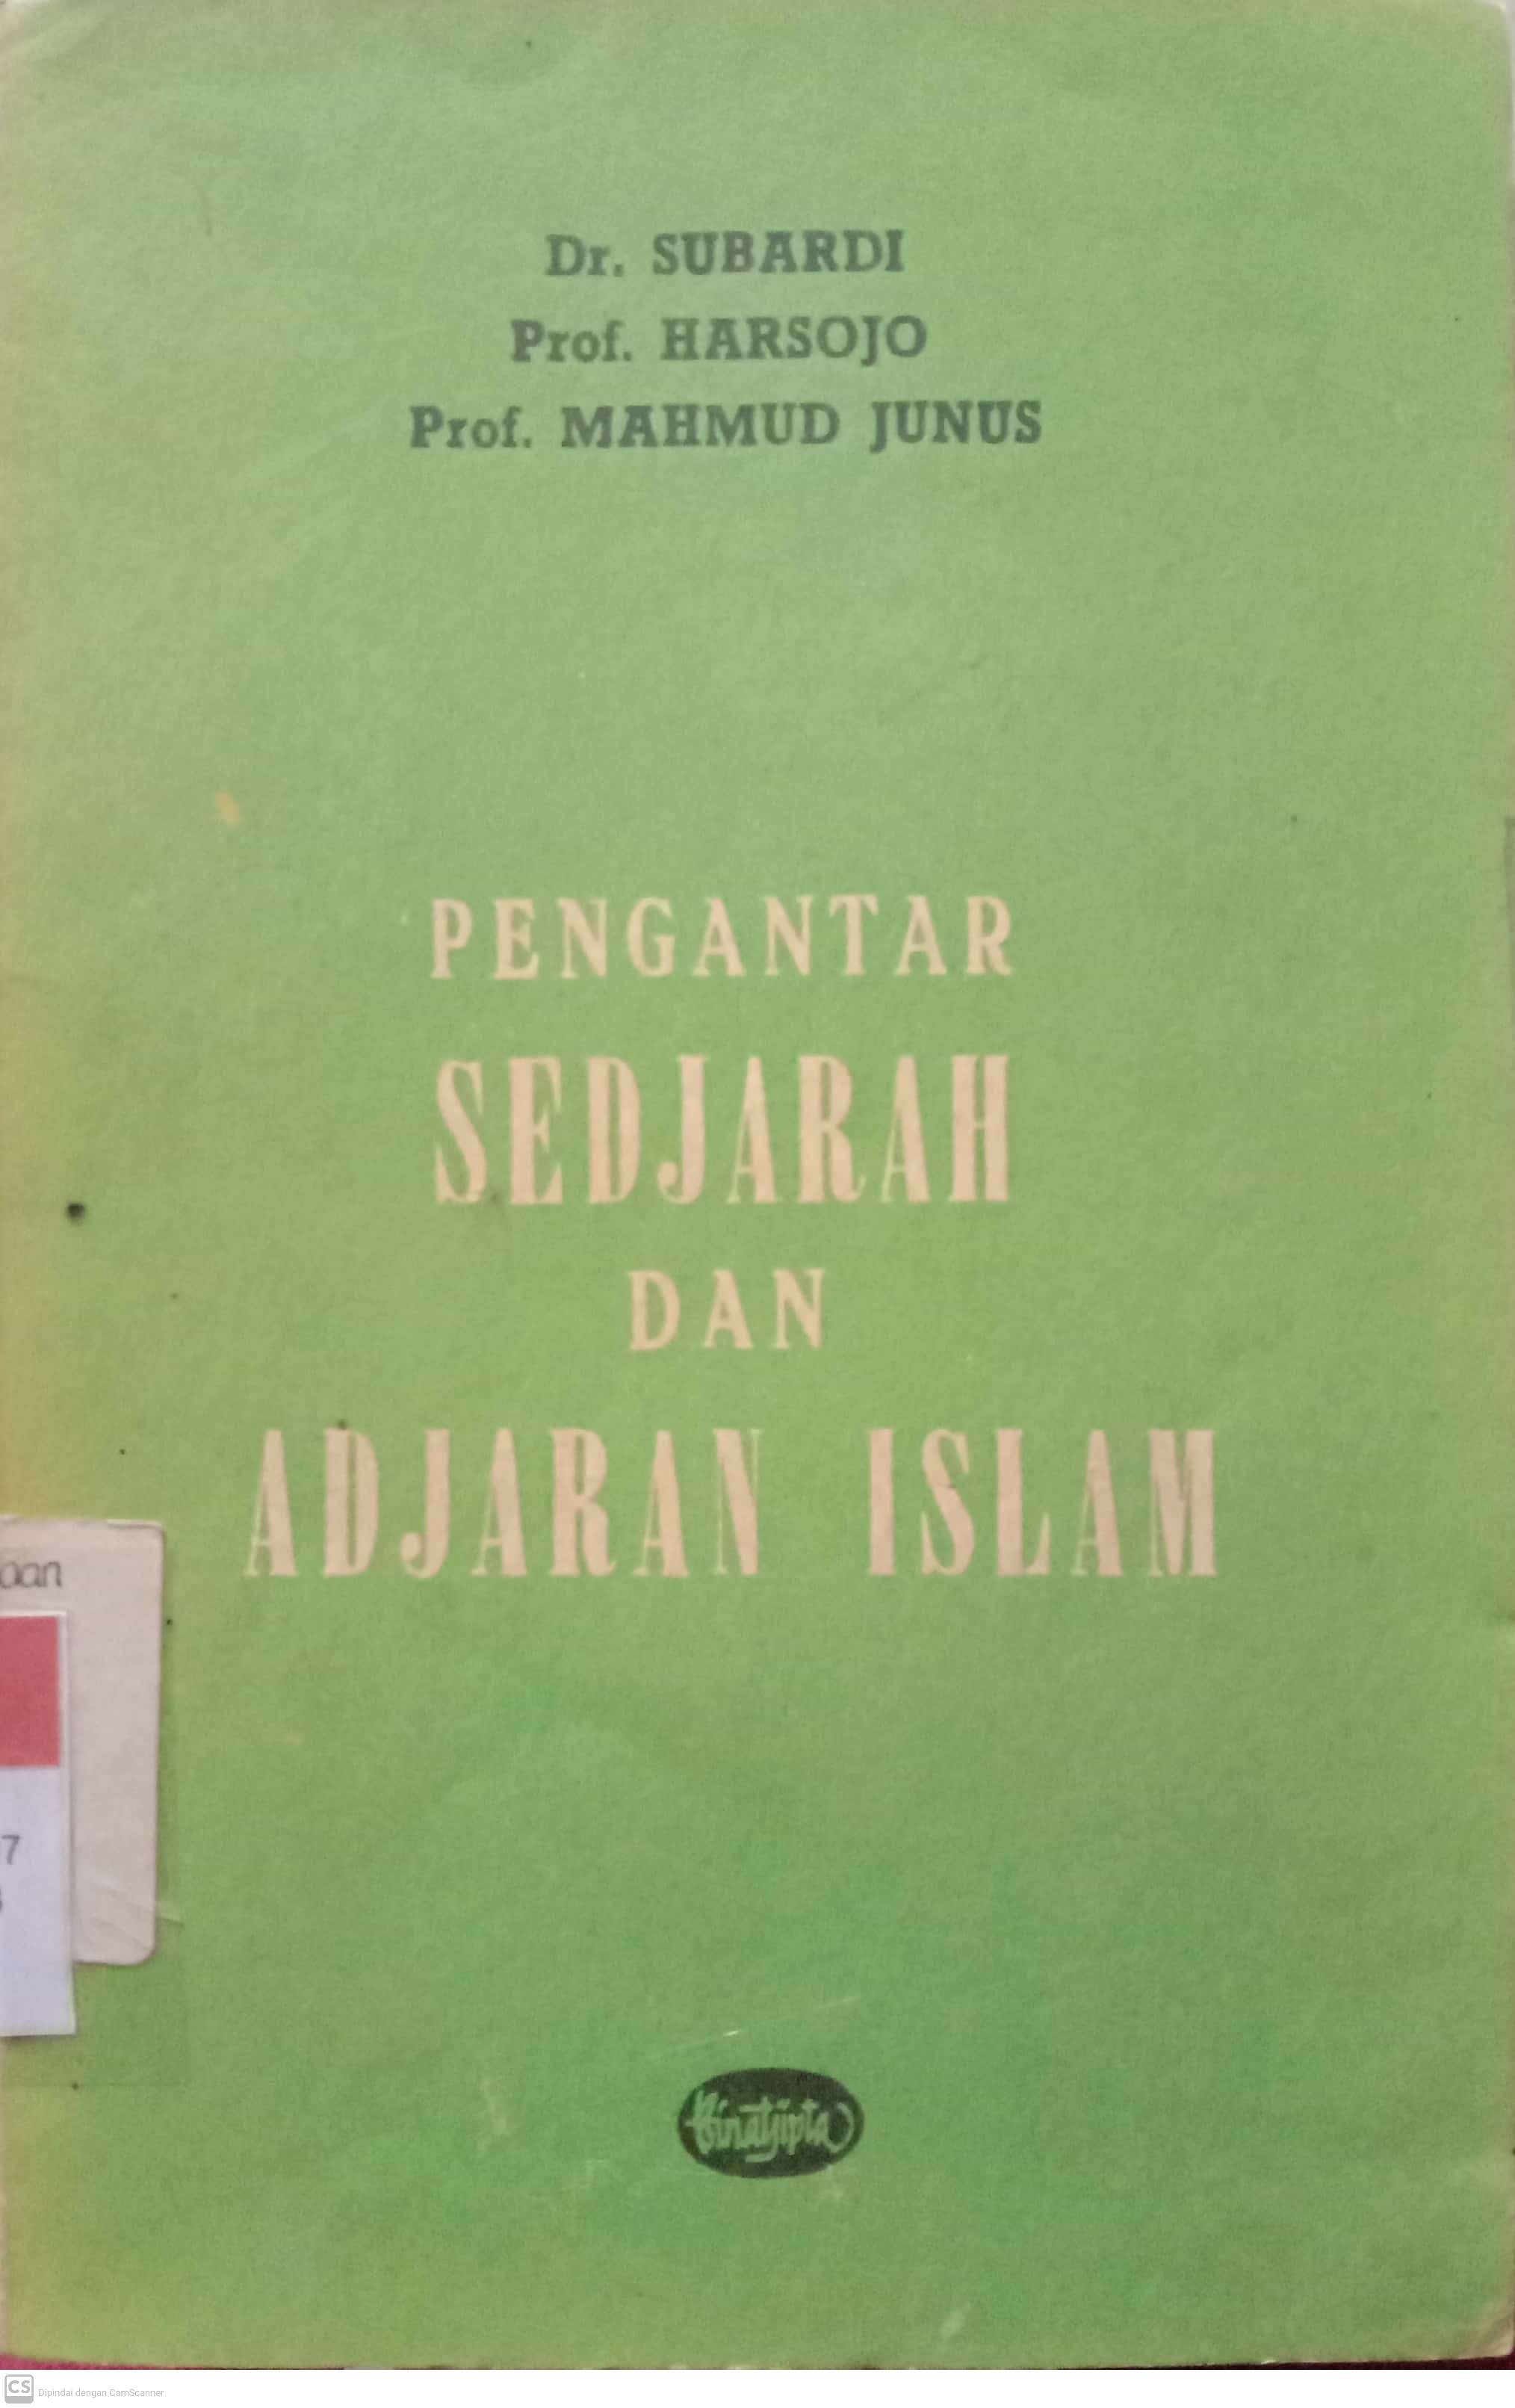 Dr. SUBARDI
Prof. HARSOJO
Prof. MAHMUD JUNUS
PENGANTAR
SEDJARAH
DAN
ADJARAN ISLAM
aan
7
Binatjipta
CS Dipindai dengan CamScanner